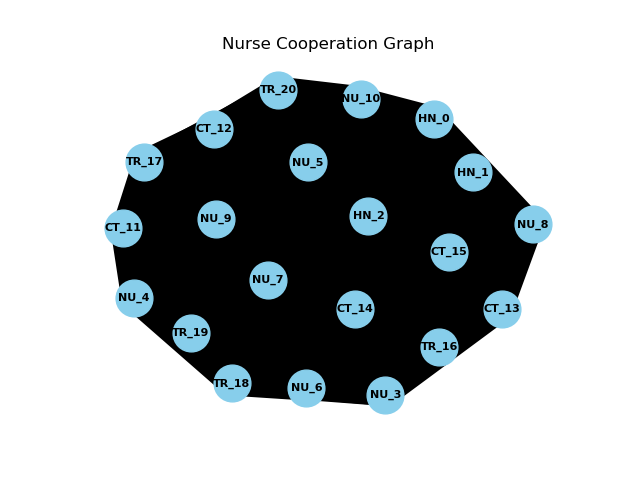 Nurse Cooperation Graph
TR_20
NU_10
HN_0
CT_12
TR_17
NU_5
HN_1
HN_2
NU_9
NU_8
CT_11
CT_15
NU_7
NU_4
CT_14
CT_13
TR_19
TR_16
TR_18
NU_6
NU_3